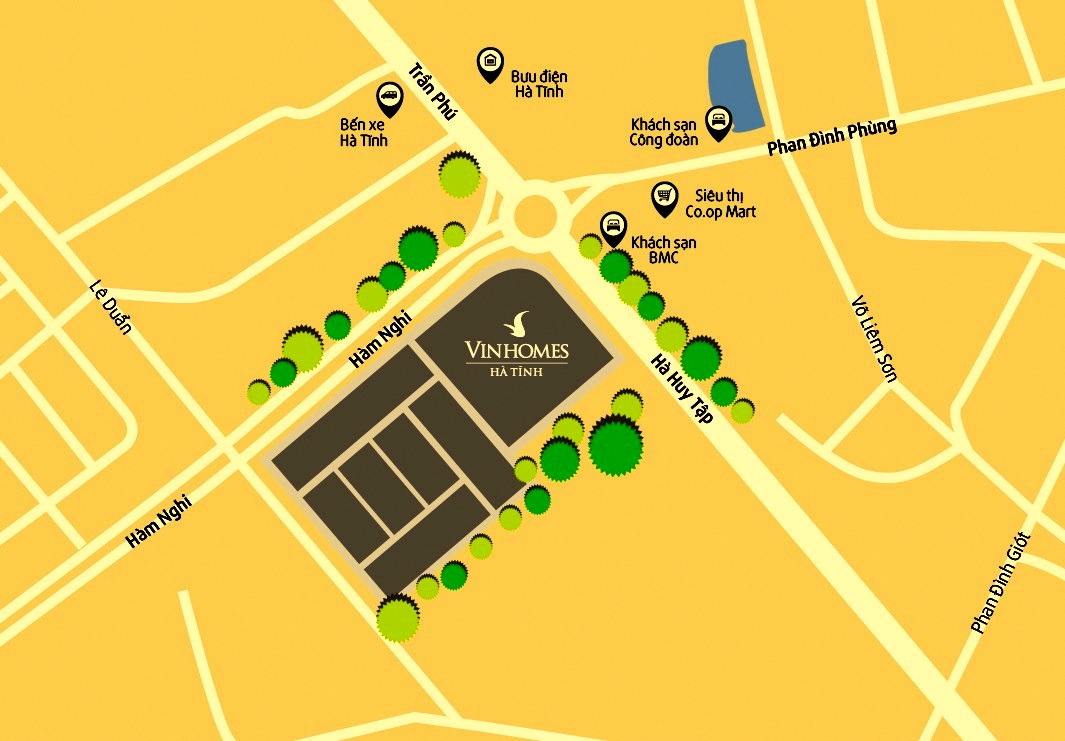 Trần Phú
Bưu điện
Hà Tĩnh
Bến xe
Hà Tĩnh
Khách sạn
Công đoàn
Phan Đình Phùng
Siêu thị
Co.op Mart
Khách sạn
BMC
Lê Duẩn
Hàm Nghi
VINHOMES
HÀ TĨNH
Võ Liêm Sơn
Hà Huy Tập
Hàm Nghi
Phan Đình Giót